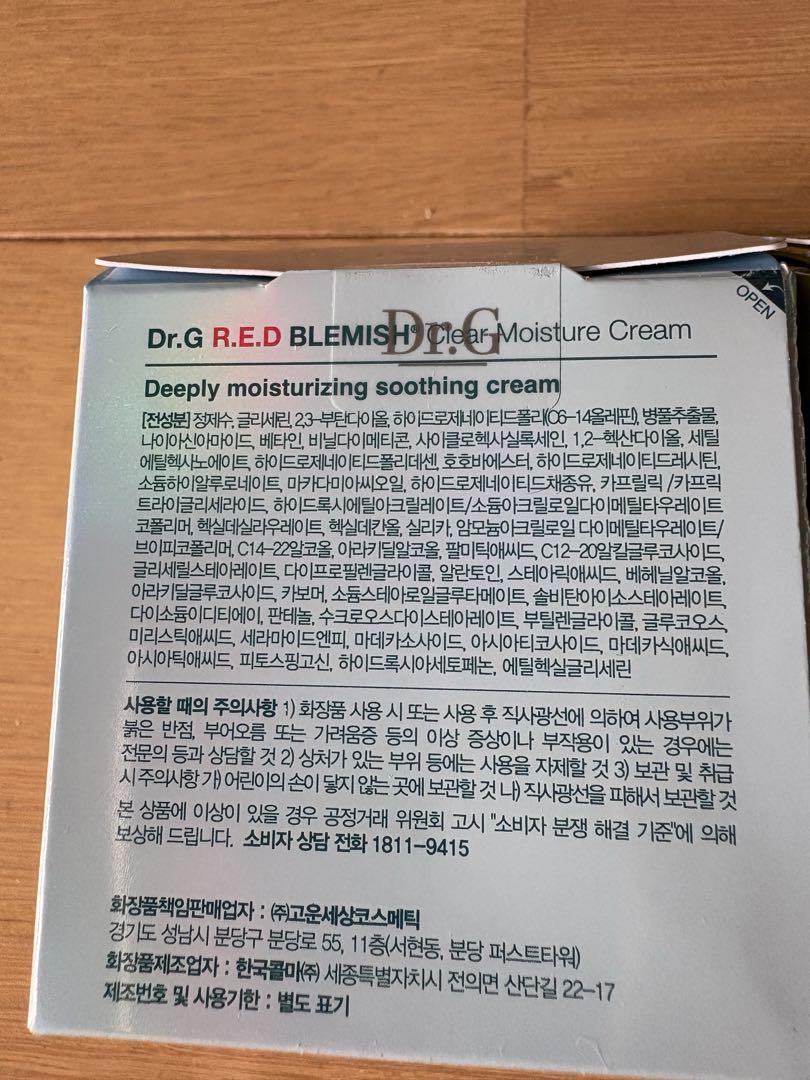 OPEN
Dr.G R.E.D BLEMISH® Clear Moisture Cream
Dr.G
Deeply moisturizing soothing cream
[전성분] 정제수, 글리세린, 2,3-부탄다이올, 하이드로제네이티드폴리(C6-14올레핀), 병풀추출물,
나이아신아마이드, 베타인, 비닐다이메티콘, 사이클로헥사실록세인, 1,2-헥산다이올, 세틸
에틸헥사노에이트, 하이드로제네이티드폴리데센, 호호바에스터, 하이드로제네이티드레시틴,
소듐하이알루로네이트, 마카다미아씨오일, 하이드로제네이티드채종유, 카프릴릭 /카프릭
트라이글리세라이드, 하이드록시에틸아크릴레이트/소듐아크릴로일다이메틸타우레이트
코폴리머, 헥실데실라우레이트, 헥실데칸올, 실리카, 암모늄아크릴로일 다이메틸타우레이트/
브이피코폴리머, C14-22알코올, 아라키딜알코올, 팔미틱애씨드, C12-20알킬글루코사이드,
글리세릴스테아레이트, 다이프로필렌글라이콜, 알란토인, 스테아릭애씨드, 베헤닐알코올,
아라키딜글루코사이드, 카보머, 소듐스테아로일글루타메이트, 솔비탄아이소스테아레이트,
다이소듐이디티에이, 판테놀, 수크로오스다이스테아레이트, 부틸렌글라이콜, 글루코오스,
미리스틱애씨드, 세라마이드엔피, 마데카소사이드, 아시아티코사이드, 마데카식애씨드,
아시아틱애씨드, 피토스핑고신, 하이드록시아세토페논, 에틸헥실글리세린
사용할 때의 주의사항 1) 화장품 사용 시 또는 사용 후 직사광선에 의하여 사용부위가
붉은 반점, 부어오름 또는 가려움증 등의 이상 증상이나 부작용이 있는 경우에는
전문의 등과 상담할 것 2) 상처가 있는 부위 등에는 사용을 자제할 것 3) 보관 및 취급
시 주의사항 가) 어린이의 손이 닿지 않는 곳에 보관할 것 나) 직사광선을 피해서 보관할 것
본 상품에 이상이 있을 경우 공정거래 위원회 고시 "소비자 분쟁 해결 기준"에 의해
보상해 드립니다. 소비자 상담 전화 1811-9415
화장품책임판매업자 : ㈜고운세상코스메틱
경기도 성남시 분당구 분당로 55, 11층(서현동, 분당 퍼스트타워)
화장품제조업자 : 한국콜마㈜ 세종특별자치시 전의면 산단길 22-17
제조번호 및 사용기한 : 별도 표기